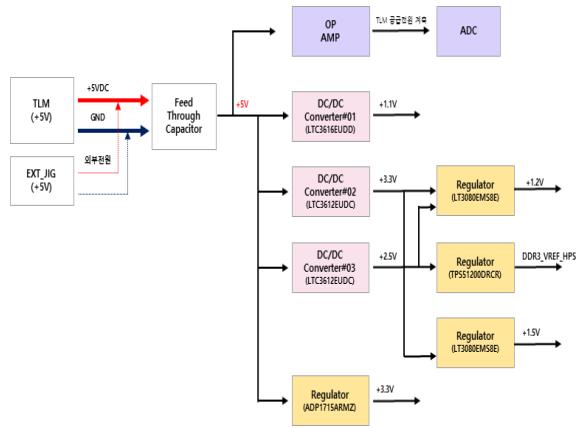 OP
AMP
TLM 공급전원 계측
ADC
TLM
(+5V)
+5VDC
GND
Feed
Through
Capacitor
+5V
EXT_JIG
(+5V)
외부전원
DC/DC
Converter#01
(LTC3616EUDD)
+1.1V
DC/DC
Converter#02
(LTC3612EUDC)
+3.3V
Regulator
(LT3080EMS8E)
+1.2V
DC/DC
Converter#03
(LTC3612EUDC)
+2.5V
Regulator
(TPS51200DRCR)
DDR3_VREF_HPS
Regulator
(LT3080EMS8E)
+1.5V
Regulator
(ADP1715ARMZ)
+3.3V